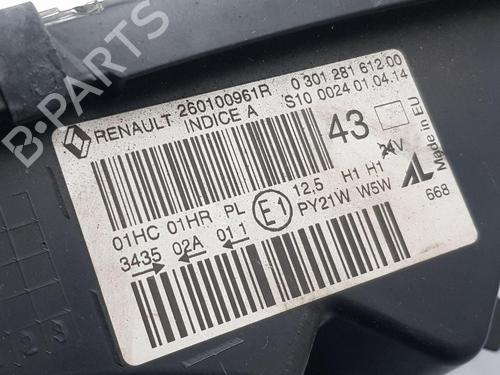 RENAULT 260100961R 0 301 281 612 00
INDICE A S10 0024 01.04.14
43
Made in EU
01HC 01HR PL E1 12,5 H1 H1 24V
3435 02A 01 1 PY21W W5W
AL
668
B-PARTS